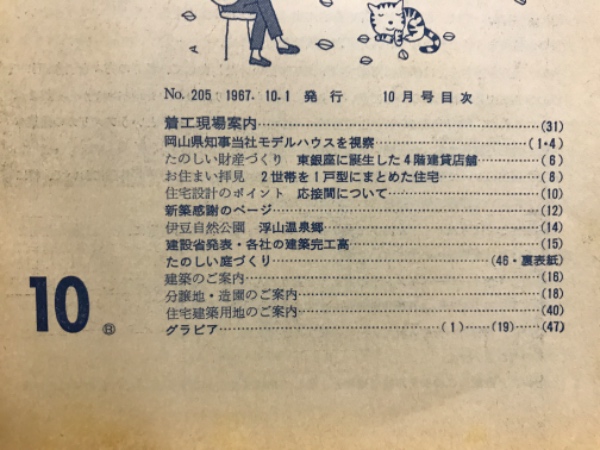 No. 205 1967. 10.1 発行 10月号目次
着工現場案内……(31)
岡山県知事当社モデルハウスを視察……(1・4)
たのしい財産づくり 東銀座に誕生した4階建貸店舗……(6)
お住まい拝見 2世帯を1戸型にまとめた住宅……(8)
住宅設計のポイント 応接間について……(10)
新築感謝のページ……(12)
伊豆自然公園 浮山温泉郷……(14)
建設省発表・各社の建築完工高……(15)
たのしい庭づくり……(46・裏表紙)
建築のご案内……(16)
分譲地・造園のご案内……(18)
住宅建築用地のご案内……(40)
グラビア……(1)……(19)……(47)
10